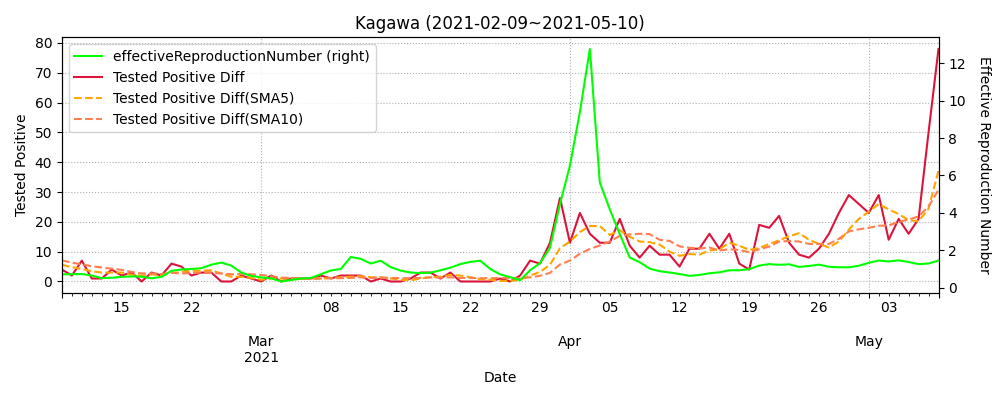 Kagawa (2021-02-09~2021-05-10)
effectiveReproductionNumber (right)
Tested Positive Diff
Tested Positive Diff(SMA5)
Tested Positive Diff(SMA10)
Tested Positive
80
70
60
50
40
30
20
10
0
Effective Reproduction Number
12
10
8
6
4
2
0
15 22 08 15 22 29 05 12 19 26 03
Mar Apr May
2021
Date